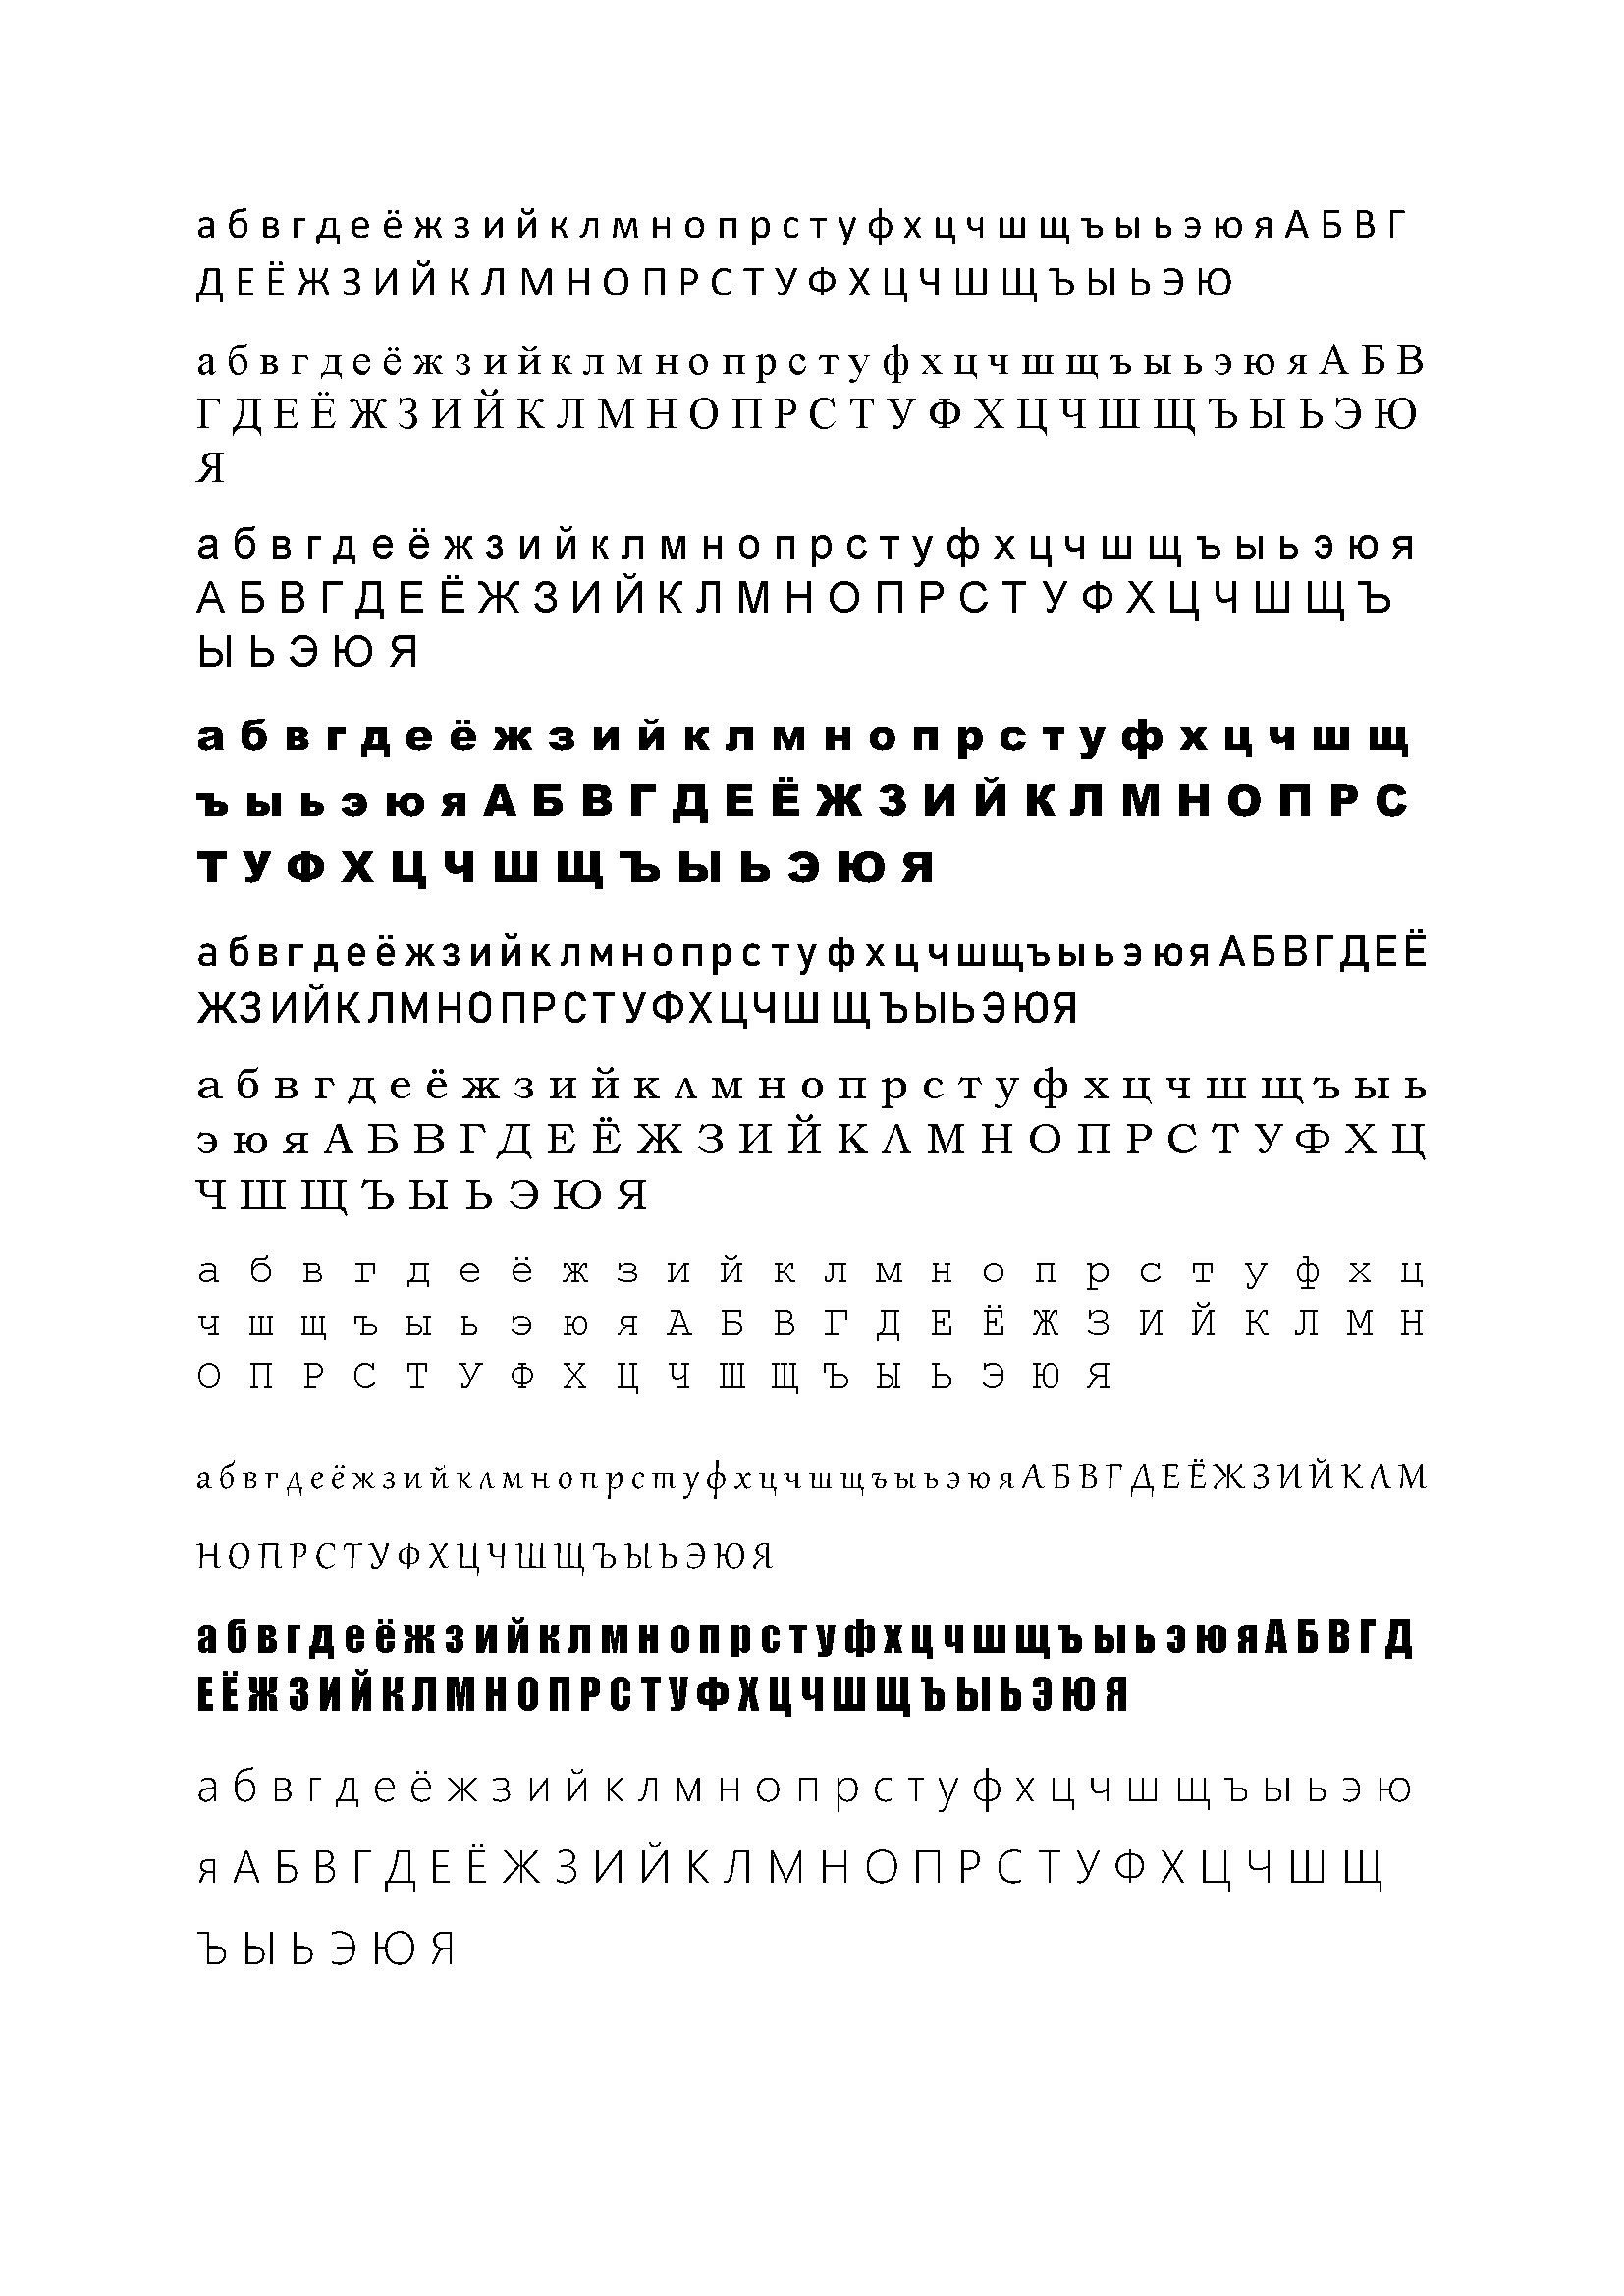 а б в г д е ё ж з и й к л м н о п р с т у ф х ц ч ш щ ъ ы ь э ю я А Б В Г
Д Е Ё Ж З И Й К Л М Н О П Р С Т У Ф Х Ц Ч Ш Щ Ъ Ы Ь Э Ю
а б в г д е ё ж з и й к л м н о п р с т у ф х ц ч ш щ ъ ы ь э ю я А Б В
Г Д Е Ё Ж З И Й К Л М Н О П Р С Т У Ф Х Ц Ч Ш Щ Ъ Ы Ь Э Ю
Я
а б в г д е ё ж з и й к л м н о п р с т у ф х ц ч ш щ ъ ы ь э ю я
А Б В Г Д Е Ё Ж З И Й К Л М Н О П Р С Т У Ф Х Ц Ч Ш Щ Ъ
Ы Ь Э Ю Я
а б в г д е ё ж з и й к л м н о п р с т у ф х ц ч ш щ
ъ ы ь э ю я А Б В Г Д Е Ё Ж З И Й К Л М Н О П Р С
Т У Ф Х Ц Ч Ш Щ Ъ Ы Ь Э Ю Я
а б в г д е ё ж з и й к л м н о п р с т у ф х ц ч ш щ ъ ы ь э ю я А Б В Г Д Е Ё
Ж З И Й К Л М Н О П Р С Т У Ф Х Ц Ч Ш Щ Ъ Ы Ь Э Ю Я
а б в г д е ё ж з и й к л м н о п р с т у ф х ц ч ш щ ъ ы ь
э ю я А Б В Г Д Е Ё Ж З И Й К Л М Н О П Р С Т У Ф Х Ц
Ч Ш Щ Ъ Ы Ь Э Ю Я
а б в г д е ё ж з и й к л м н о п р с т у ф х ц
ч ш щ ъ ы ь э ю я А Б В Г Д Е Ё Ж З И Й К Л М Н
О П Р С Т У Ф Х Ц Ч Ш Щ Ъ Ы Ь Э Ю Я
а б в г д е ё ж з и й к л м н о п р с т у ф х ц ч ш щ ъ ы ь э ю я А Б В Г Д Е Ё Ж З И Й К Л М
Н О П Р С Т У Ф Х Ц Ч Ш Щ Ъ Ы Ь Э Ю Я
а б в г д е ё ж з и й к л м н о п р с т у ф х ц ч ш щ ъ ы ь э ю я А Б В Г Д
Е Ё Ж З И Й К Л М Н О П Р С Т У Ф Х Ц Ч Ш Щ Ъ Ы Ь Э Ю Я
а б в г д е ё ж з и й к л м н о п р с т у ф х ц ч ш щ ъ ы ь э ю
я А Б В Г Д Е Ё Ж З И Й К Л М Н О П Р С Т У Ф Х Ц Ч Ш Щ
Ъ Ы Ь Э Ю Я